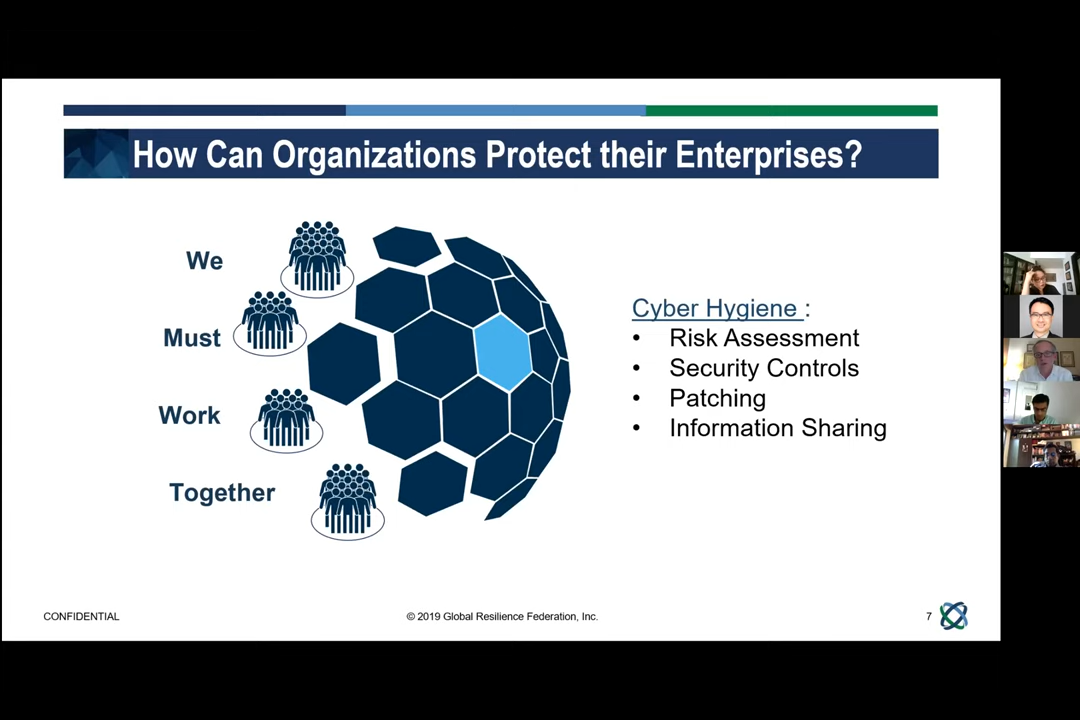 How Can Organizations Protect their Enterprises?
We
Must
Work
Together
Cyber Hygiene :
• Risk Assessment
• Security Controls
• Patching
• Information Sharing
CONFIDENTIAL
© 2019 Global Resilience Federation, Inc.
7